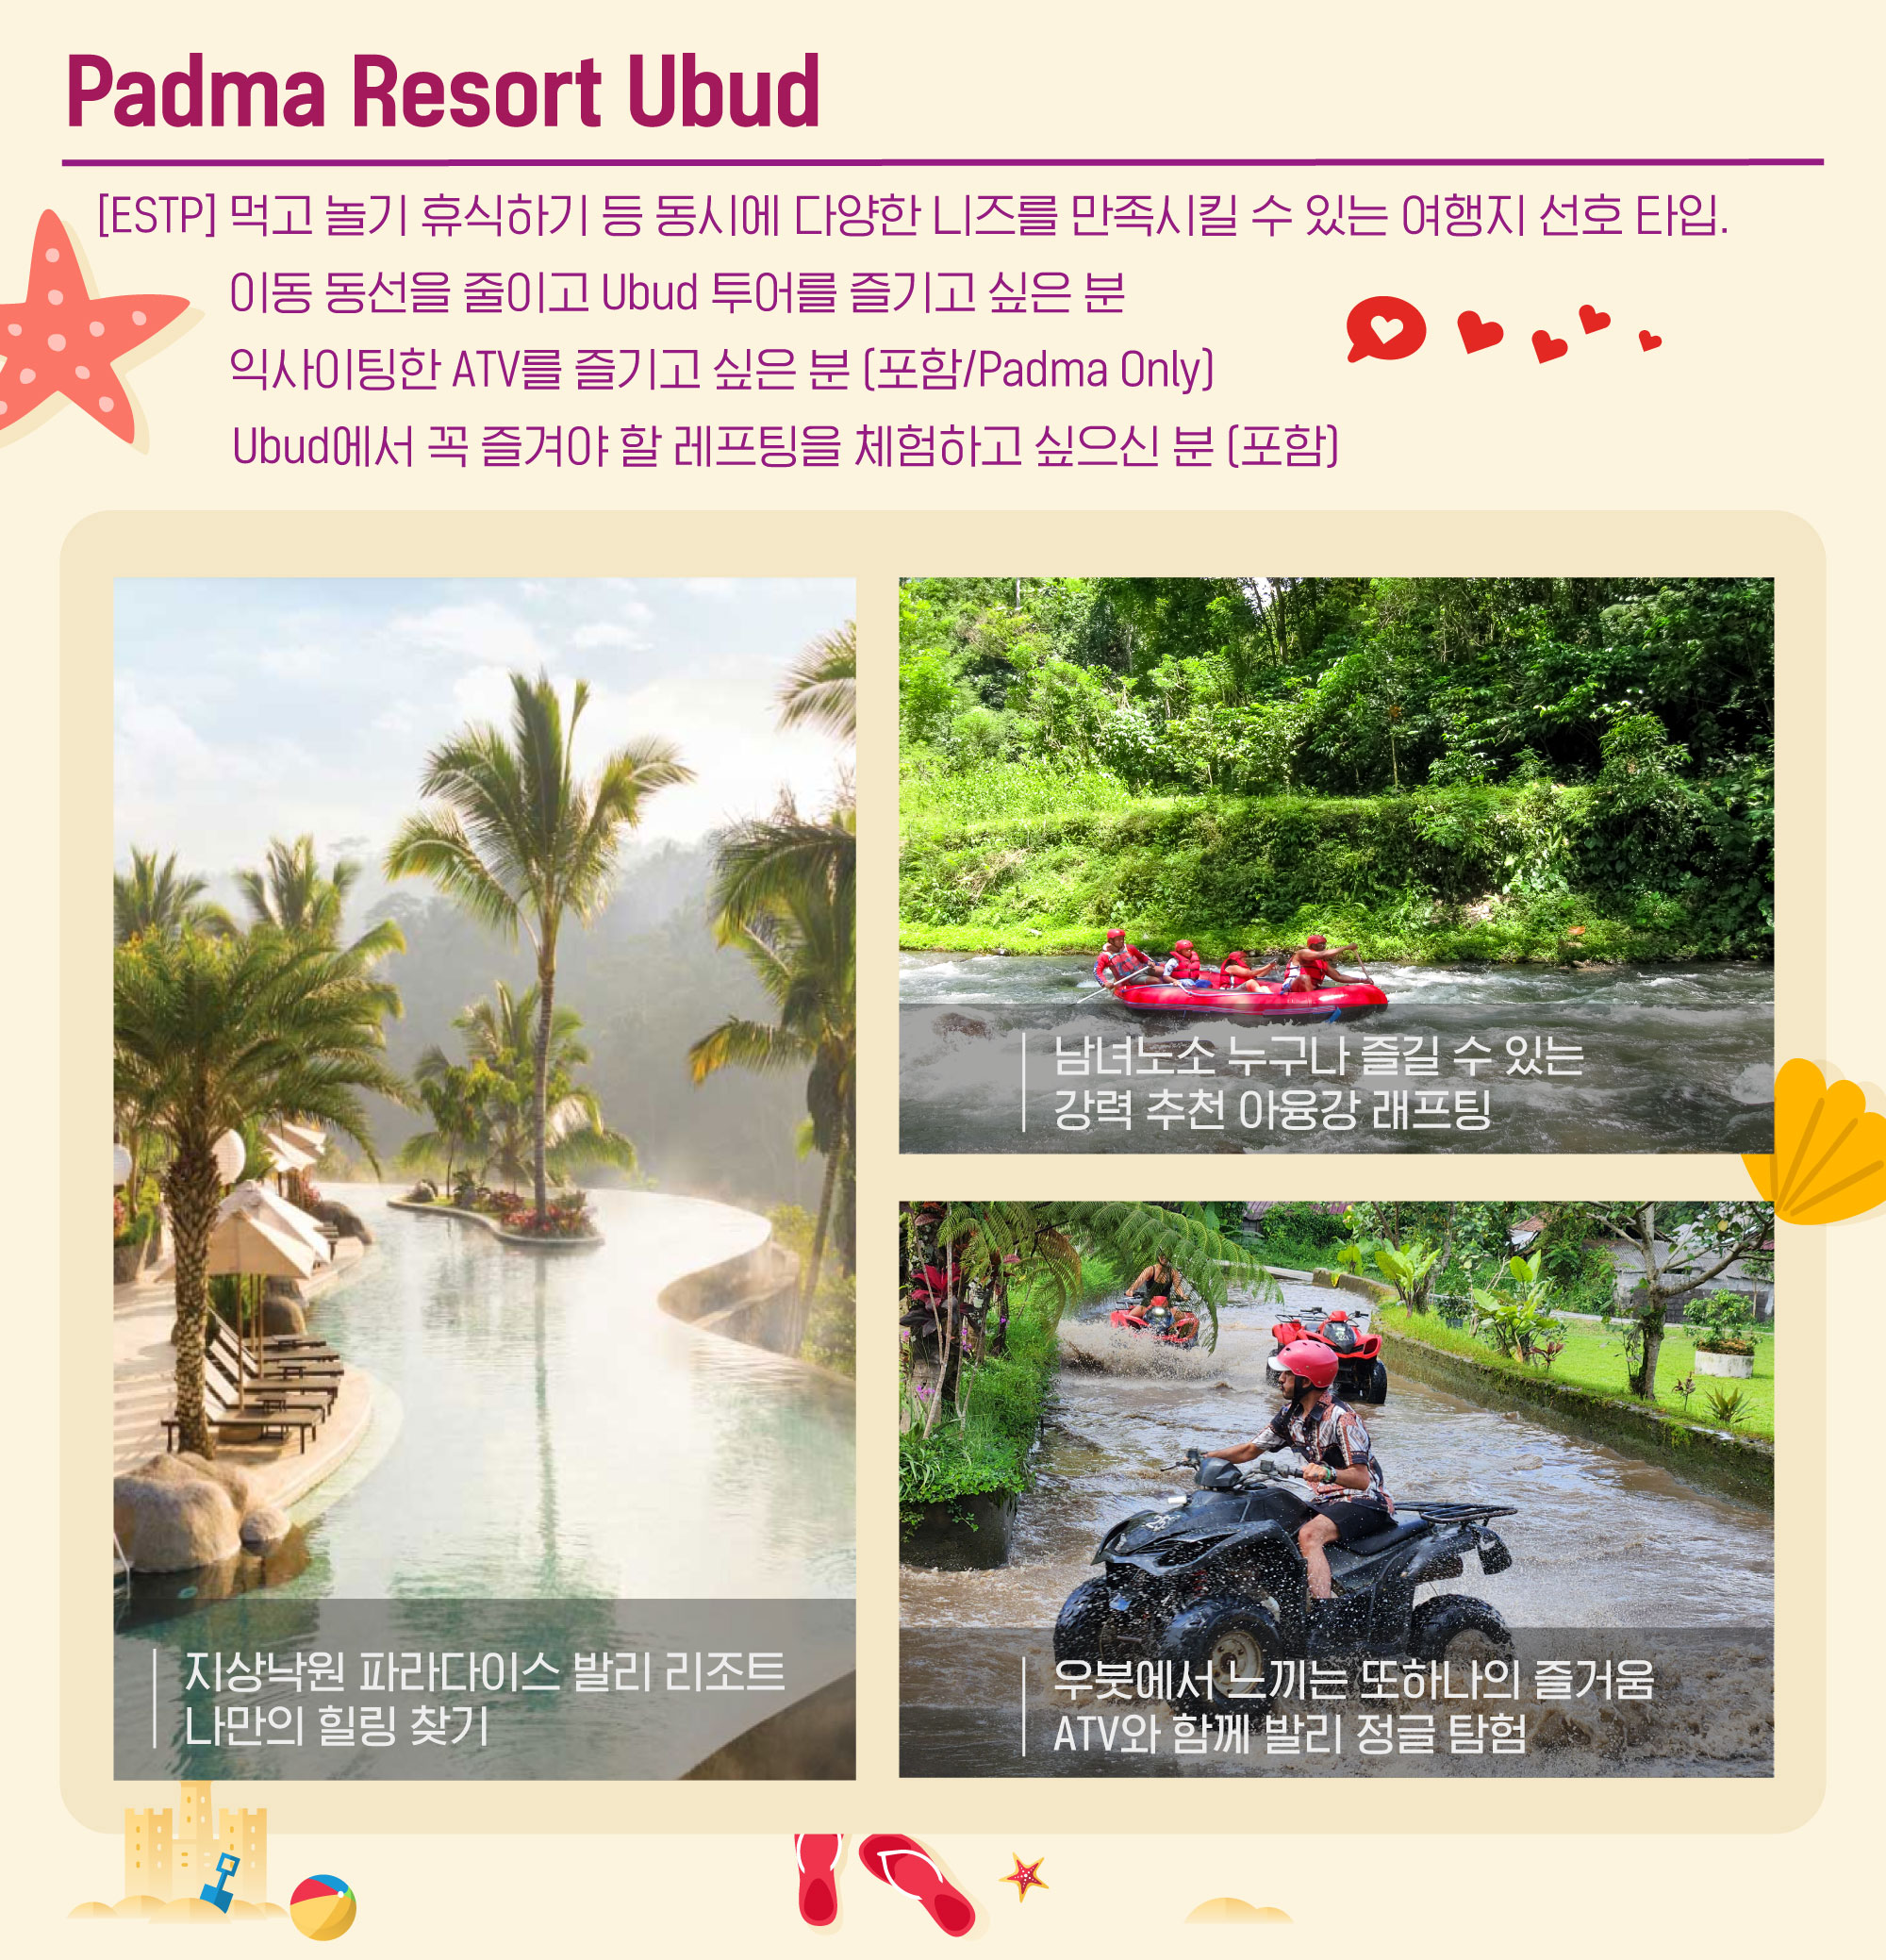 Padma Resort Ubud
[ESTP] 먹고 놀기 휴식하기 등 동시에 다양한 니즈를 만족시킬 수 있는 여행지 선호 타입.
이동 동선을 줄이고 Ubud 투어를 즐기고 싶은 분
익사이팅한 ATV를 즐기고 싶은 분 (포함/Padma Only)
Ubud에서 꼭 즐겨야 할 레프팅을 체험하고 싶으신 분 (포함)
남녀노소 누구나 즐길 수 있는
강력 추천 아융강 래프팅
지상낙원 파라다이스 발리 리조트
나만의 힐링 찾기
우붓에서 느끼는 또하나의 즐거움
ATV와 함께 발리 정글 탐험